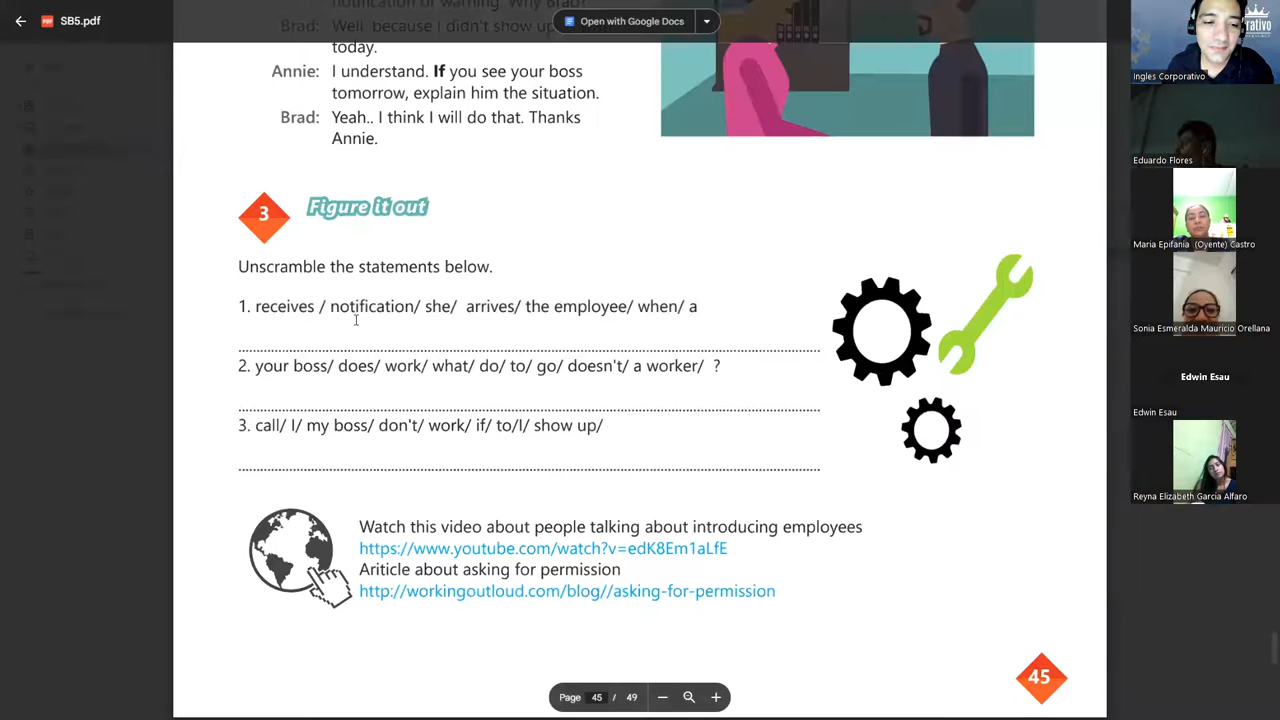 SB5.pdf
Open with Google Docs
notification or warning. Why Brad?
Brad: Well because I didn't show up
today.
Annie: I understand. If you see your boss
tomorrow, explain him the situation.
Brad: Yeah.. I think I will do that. Thanks
Annie.
3 Figure it out
Unscramble the statements below.
1. receives / notification/ she/ arrives/ the employee/ when/ a
2. your boss/ does/ work/ what/ do/ to/ go/ doesn't/ a worker/ ?
3. call/ I/ my boss/ don't/ work/ if/ to/I/ show up/
Watch this video about people talking about introducing employees
https://www.youtube.com/watch?v=edK8Em1aLfE
Ariticle about asking for permission
http://workingoutloud.com/blog//asking-for-permission
45
Page 45 / 49
rativo
Ingles Corporativo
Eduardo Flores
Maria Epifania (Oyente) Castro
Sonia Esmeralda Mauricio Orellana
Edwin Esau
Edwin Esau
Reyna Elizabeth Garcia Alfaro